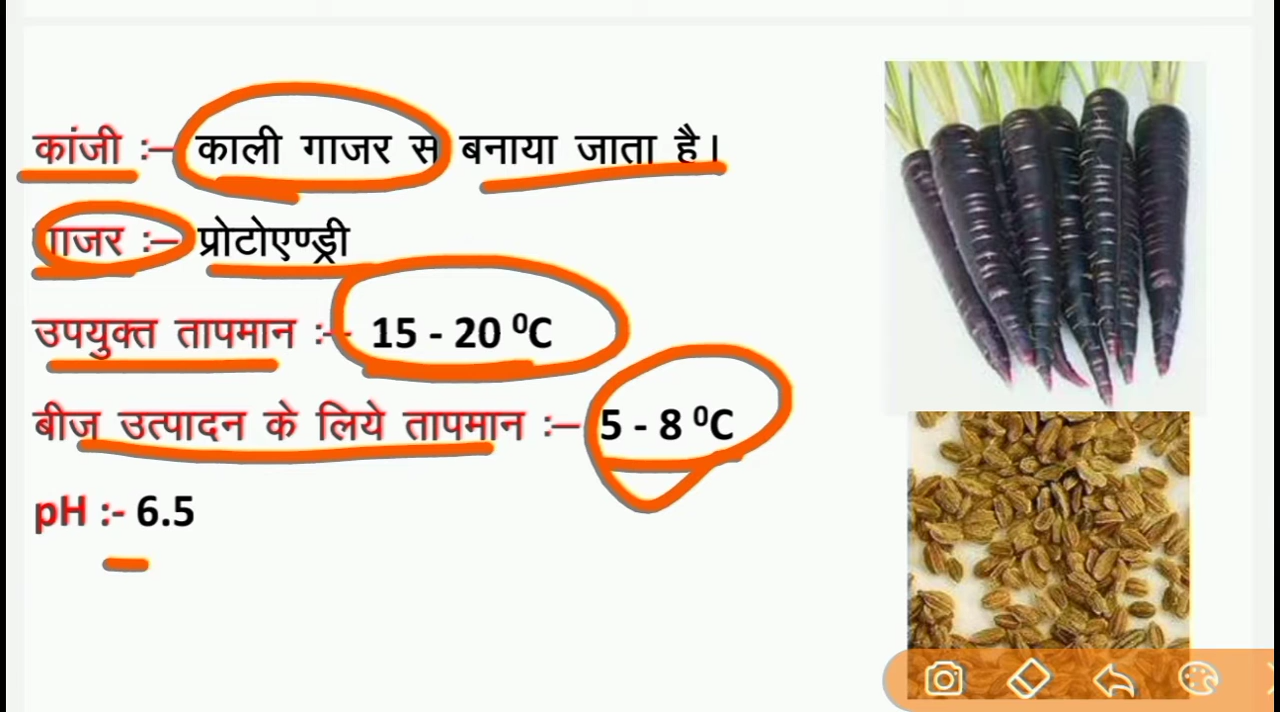 कांजी :– काली गाजर से बनाया जाता है।
गाजर :– प्रोटोएण्ड्री
उपयुक्त तापमान :– 15 - 20 ⁰C
बीज उत्पादन के लिये तापमान :– 5 - 8 ⁰C
pH :- 6.5